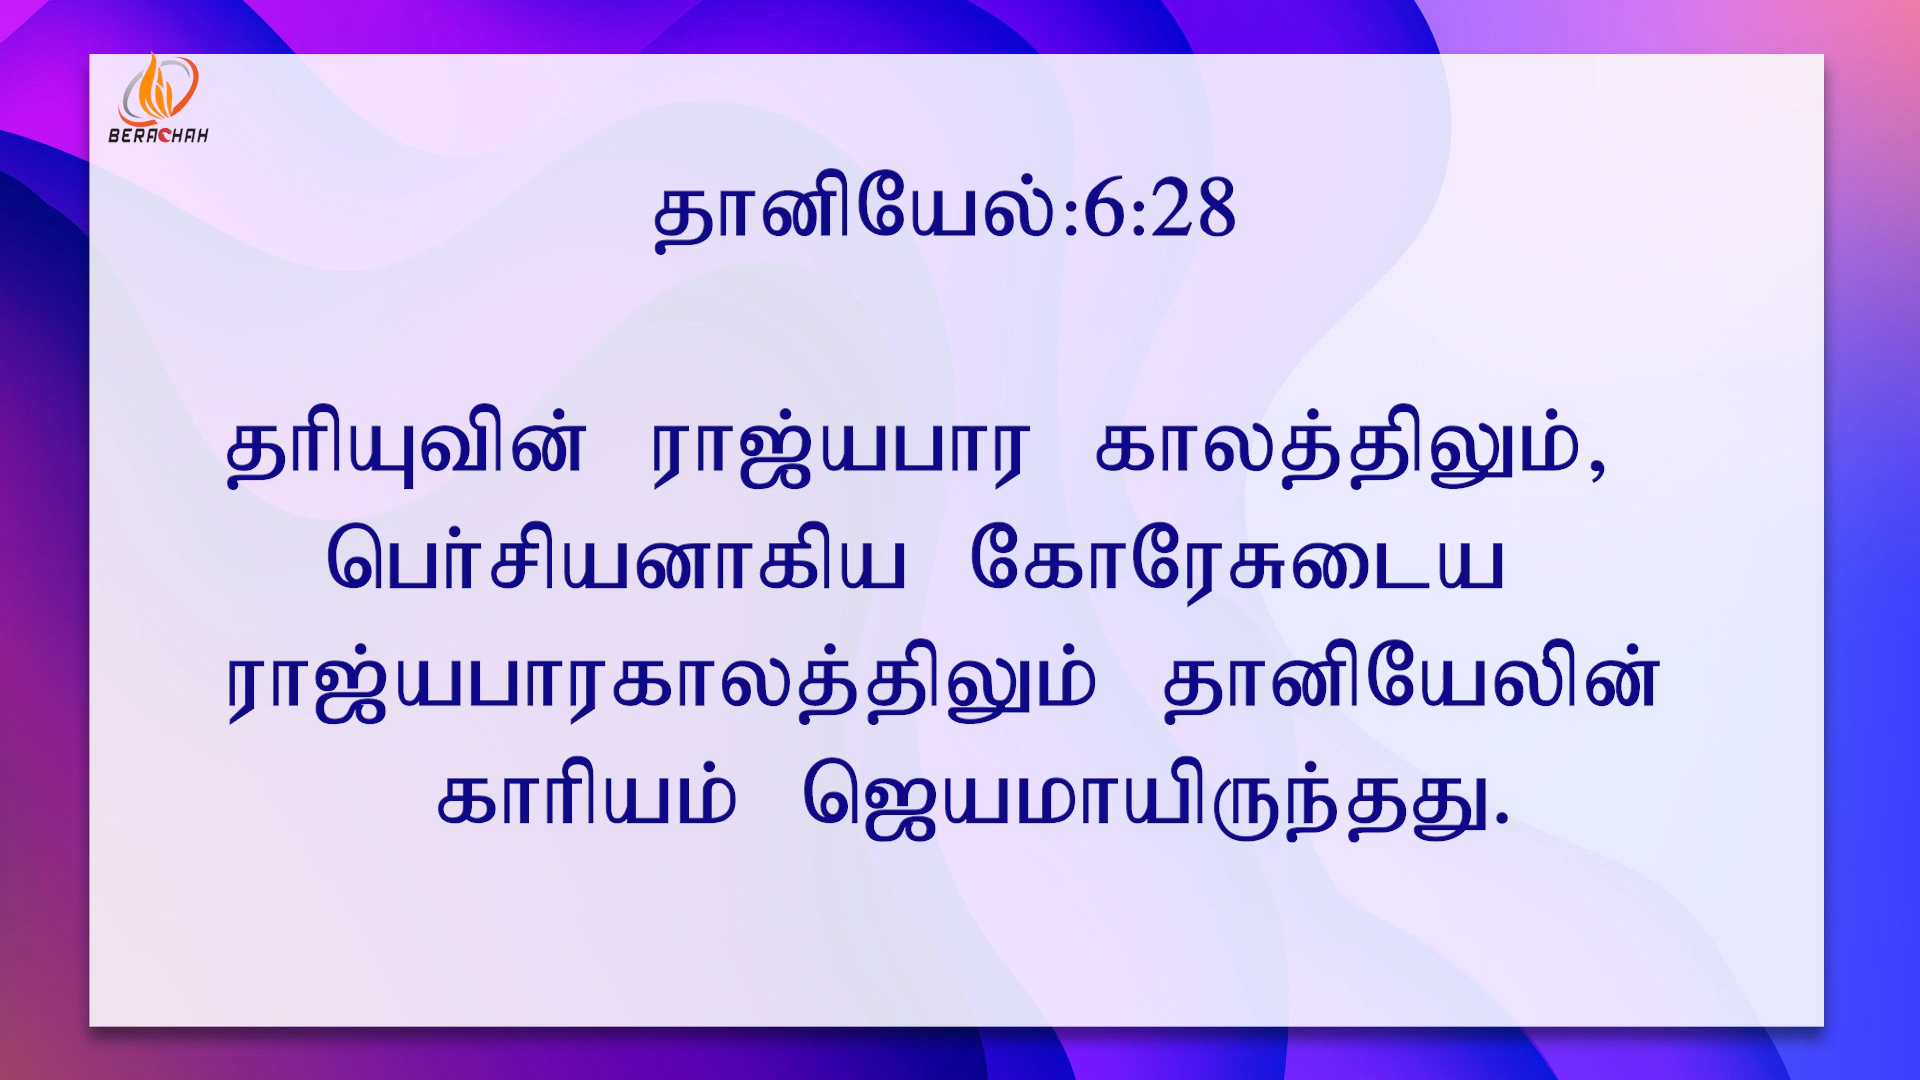 BERACHAH
தானியேல்:6:28
தரியுவின் ராஜ்யபார காலத்திலும்,
பெர்சியனாகிய கோரேசுடைய
ராஜ்யபாரகாலத்திலும் தானியேலின்
காரியம் ஜெயமாயிருந்தது.